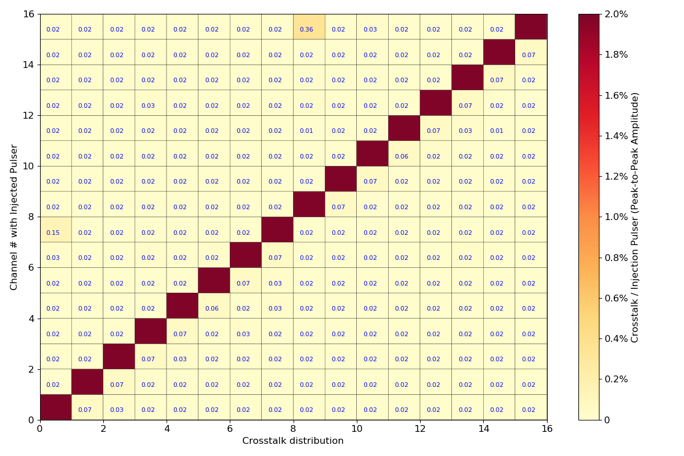 16
14
12
10
8
6
4
2
0
Channel # with Injected Pulser
0.02 0.02 0.02 0.02 0.02 0.02 0.02 0.02 0.36 0.02 0.03 0.02 0.02 0.02 0.02
0.02 0.02 0.02 0.02 0.02 0.02 0.02 0.02 0.02 0.02 0.02 0.02 0.02 0.02 0.07
0.02 0.02 0.02 0.02 0.02 0.02 0.02 0.02 0.02 0.02 0.02 0.02 0.02 0.07 0.02
0.02 0.02 0.02 0.03 0.02 0.02 0.02 0.02 0.02 0.02 0.02 0.02 0.07 0.02 0.02
0.02 0.02 0.02 0.02 0.02 0.02 0.02 0.02 0.01 0.02 0.02 0.07 0.03 0.01 0.02
0.02 0.02 0.02 0.02 0.02 0.02 0.02 0.02 0.02 0.02 0.06 0.02 0.02 0.02 0.02
0.02 0.02 0.02 0.02 0.02 0.02 0.02 0.02 0.02 0.07 0.02 0.02 0.02 0.02 0.02
0.02 0.02 0.02 0.02 0.02 0.02 0.02 0.02 0.07 0.02 0.02 0.02 0.02 0.02 0.02
0.15 0.02 0.02 0.02 0.02 0.02 0.02 0.02 0.02 0.02 0.02 0.02 0.02 0.02 0.02
0.03 0.02 0.02 0.02 0.02 0.02 0.07 0.02 0.02 0.02 0.02 0.02 0.02 0.02 0.02
0.02 0.02 0.02 0.02 0.02 0.07 0.03 0.02 0.02 0.02 0.02 0.02 0.02 0.02 0.02
0.02 0.02 0.02 0.02 0.06 0.02 0.03 0.02 0.02 0.02 0.02 0.02 0.02 0.02 0.02
0.02 0.02 0.02 0.07 0.02 0.03 0.02 0.02 0.02 0.02 0.02 0.02 0.02 0.02 0.02
0.02 0.02 0.07 0.03 0.02 0.02 0.02 0.02 0.02 0.02 0.02 0.02 0.02 0.02 0.02
0.02 0.07 0.02 0.02 0.02 0.02 0.02 0.02 0.02 0.02 0.02 0.02 0.02 0.02 0.02
0.07 0.03 0.02 0.02 0.02 0.02 0.02 0.02 0.02 0.02 0.02 0.02 0.02 0.02 0.02
0 2 4 6 8 10 12 14 16
Crosstalk distribution
2.0%
1.8%
1.6%
1.4%
1.2%
1.0%
0.8%
0.6%
0.4%
0.2%
0
Crosstalk / Injection Pulser (Peak-to-Peak Amplitude)